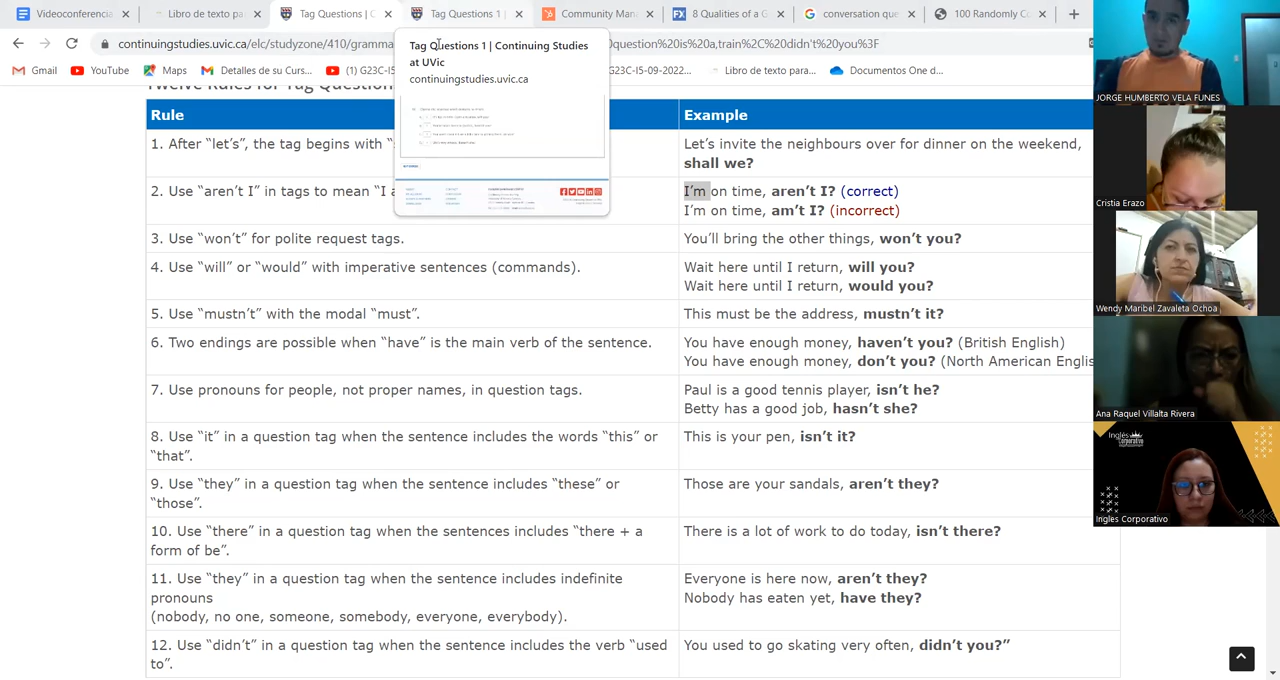 Videoconferencia
Libro de texto pa
Tag Questions | C
Tag Questions 1 |
Community Man
8 Qualities of a G
conversation que
100 Randomly Co
continuingstudies.uvic.ca/elc/studyzone/410/gramma
question%20is%20a,train%2C%20didn't%20you%3F
Gmail
YouTube
Maps
Detalles de su Curs...
(1) G23C-I5
I5-09-2022...
Libro de texto para...
Documentos One d...
Tag Questions 1 | Continuing Studies
at UVic
continuingstudies.uvic.ca
Twelve Rules for Tag Question
Rule
Example
1. After “let’s”, the tag begins with “s
Let’s invite the neighbours over for dinner on the weekend,
shall we?
2. Use “aren’t I” in tags to mean “I a
I’m on time, aren’t I? (correct)
I’m on time, am’t I? (incorrect)
3. Use “won’t” for polite request tags.
You’ll bring the other things, won’t you?
4. Use “will” or “would” with imperative sentences (commands).
Wait here until I return, will you?
Wait here until I return, would you?
5. Use “mustn’t” with the modal “must”.
This must be the address, mustn’t it?
6. Two endings are possible when “have” is the main verb of the sentence.
You have enough money, haven’t you? (British English)
You have enough money, don’t you? (North American Englis
7. Use pronouns for people, not proper names, in question tags.
Paul is a good tennis player, isn’t he?
Betty has a good job, hasn’t she?
8. Use “it” in a question tag when the sentence includes the words “this” or
“that”.
This is your pen, isn’t it?
9. Use “they” in a question tag when the sentence includes “these” or
“those”.
Those are your sandals, aren’t they?
10. Use “there” in a question tag when the sentences includes “there + a
form of be”.
There is a lot of work to do today, isn’t there?
11. Use “they” in a question tag when the sentence includes indefinite
pronouns
(nobody, no one, someone, somebody, everyone, everybody).
Everyone is here now, aren’t they?
Nobody has eaten yet, have they?
12. Use “didn’t” in a question tag when the sentence includes the verb “used
to”.
You used to go skating very often, didn’t you?”
JORGE HUMBERTO VELA FUNES
Cristia Erazo
Wendy Maribel Zavaleta Ochoa
Ana Raquel Villalta Rivera
Inglés
Corporativo
Ingles Corporativo